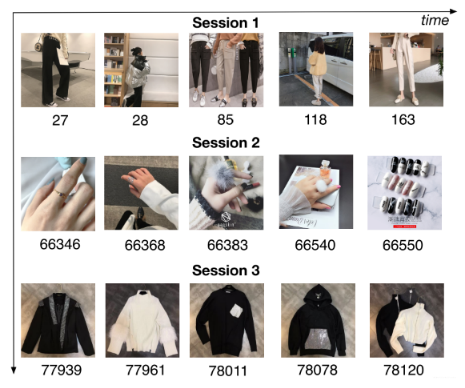 time
Session 1
27 28 85 118 163
Session 2
66346 66368 66383 66540 66550
Session 3
77939 77961 78011 78078 78120